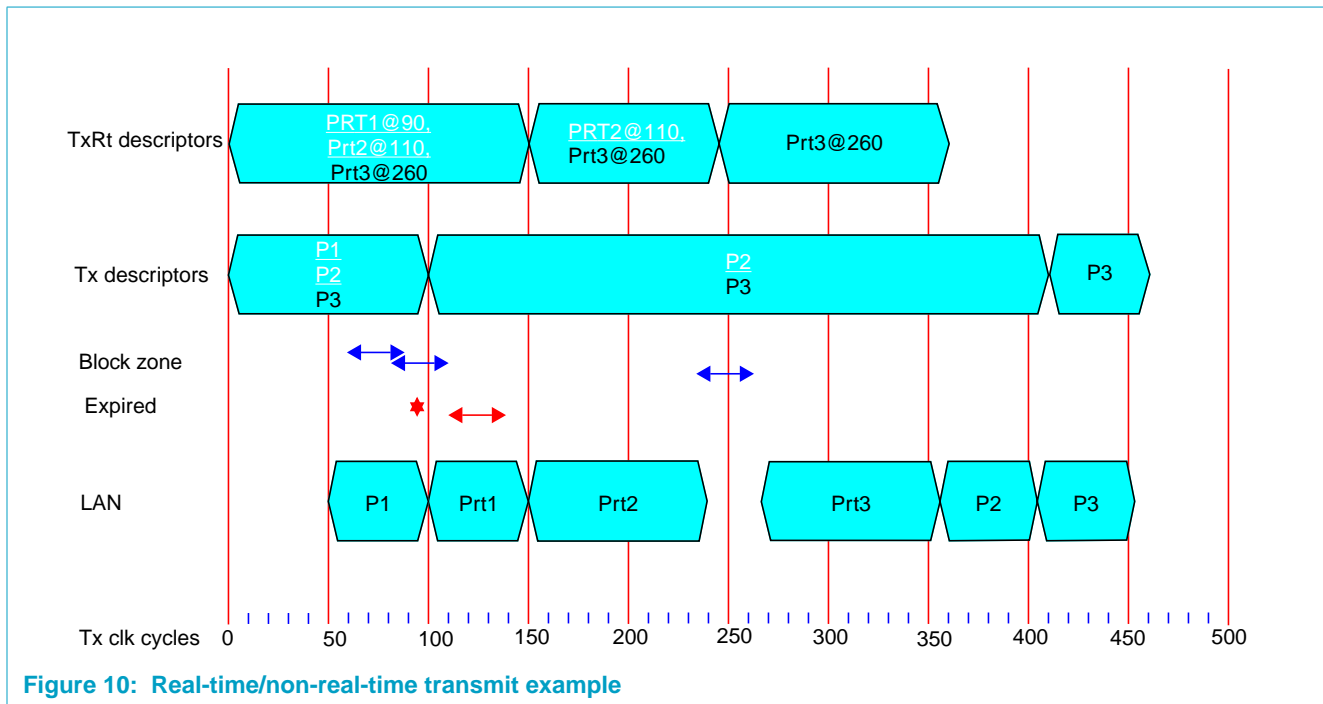 TxRt descriptors
PRT1@90,
Prt2@110,
Prt3@260
PRT2@110,
Prt3@260
Prt3@260
Tx descriptors
P1
P2
P3
P2
P3
P3
Block zone
Expired
LAN
P1
Prt1
Prt2
Prt3
P2
P3
Tx clk cycles
0 50 100 150 200 250 300 350 400 450 500
Figure 10: Real-time/non-real-time transmit example